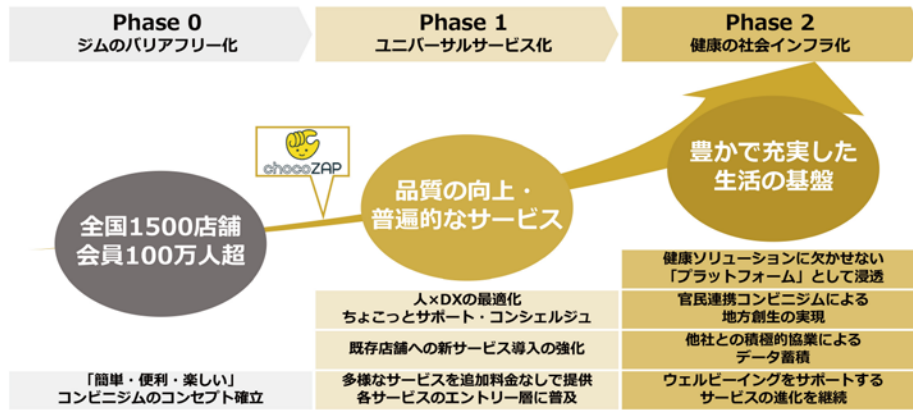 Phase 0
ジムのバリアフリー化
Phase 1
ユニバーサルサービス化
Phase 2
健康の社会インフラ化
chocoZAP
全国1500店舗
会員100万人超
品質の向上・
普遍的なサービス
豊かで充実した
生活の基盤
「簡単・便利・楽しい」
コンビニジムのコンセプト確立
人×DXの最適化
ちょこっとサポート・コンシェルジュ
既存店舗への新サービス導入の強化
多様なサービスを追加料金なしで提供
各サービスのエントリー層に普及
健康ソリューションに欠かせない
「プラットフォーム」として浸透
官民連携コンビニジムによる
地方創生の実現
他社との積極的協業による
データ蓄積
ウェルビーイングをサポートする
サービスの進化を継続